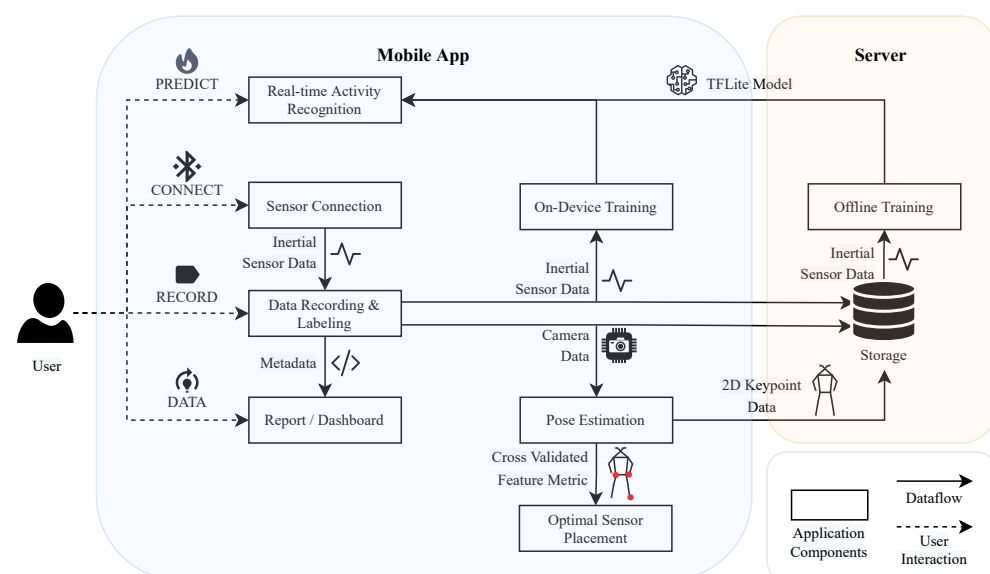 Mobile App
Server
PREDICT
Real-time Activity
Recognition
TFLite Model
CONNECT
Sensor Connection
On-Device Training
Offline Training
Inertial
Sensor Data
Inertial
Sensor Data
Inertial
Sensor Data
RECORD
Data Recording &
Labeling
Storage
User
Metadata
Camera
Data
DATA
Report / Dashboard
Pose Estimation
2D Keypoint
Data
Cross Validated
Feature Metric
Optimal Sensor
Placement
Application
Components
Dataflow
User
Interaction